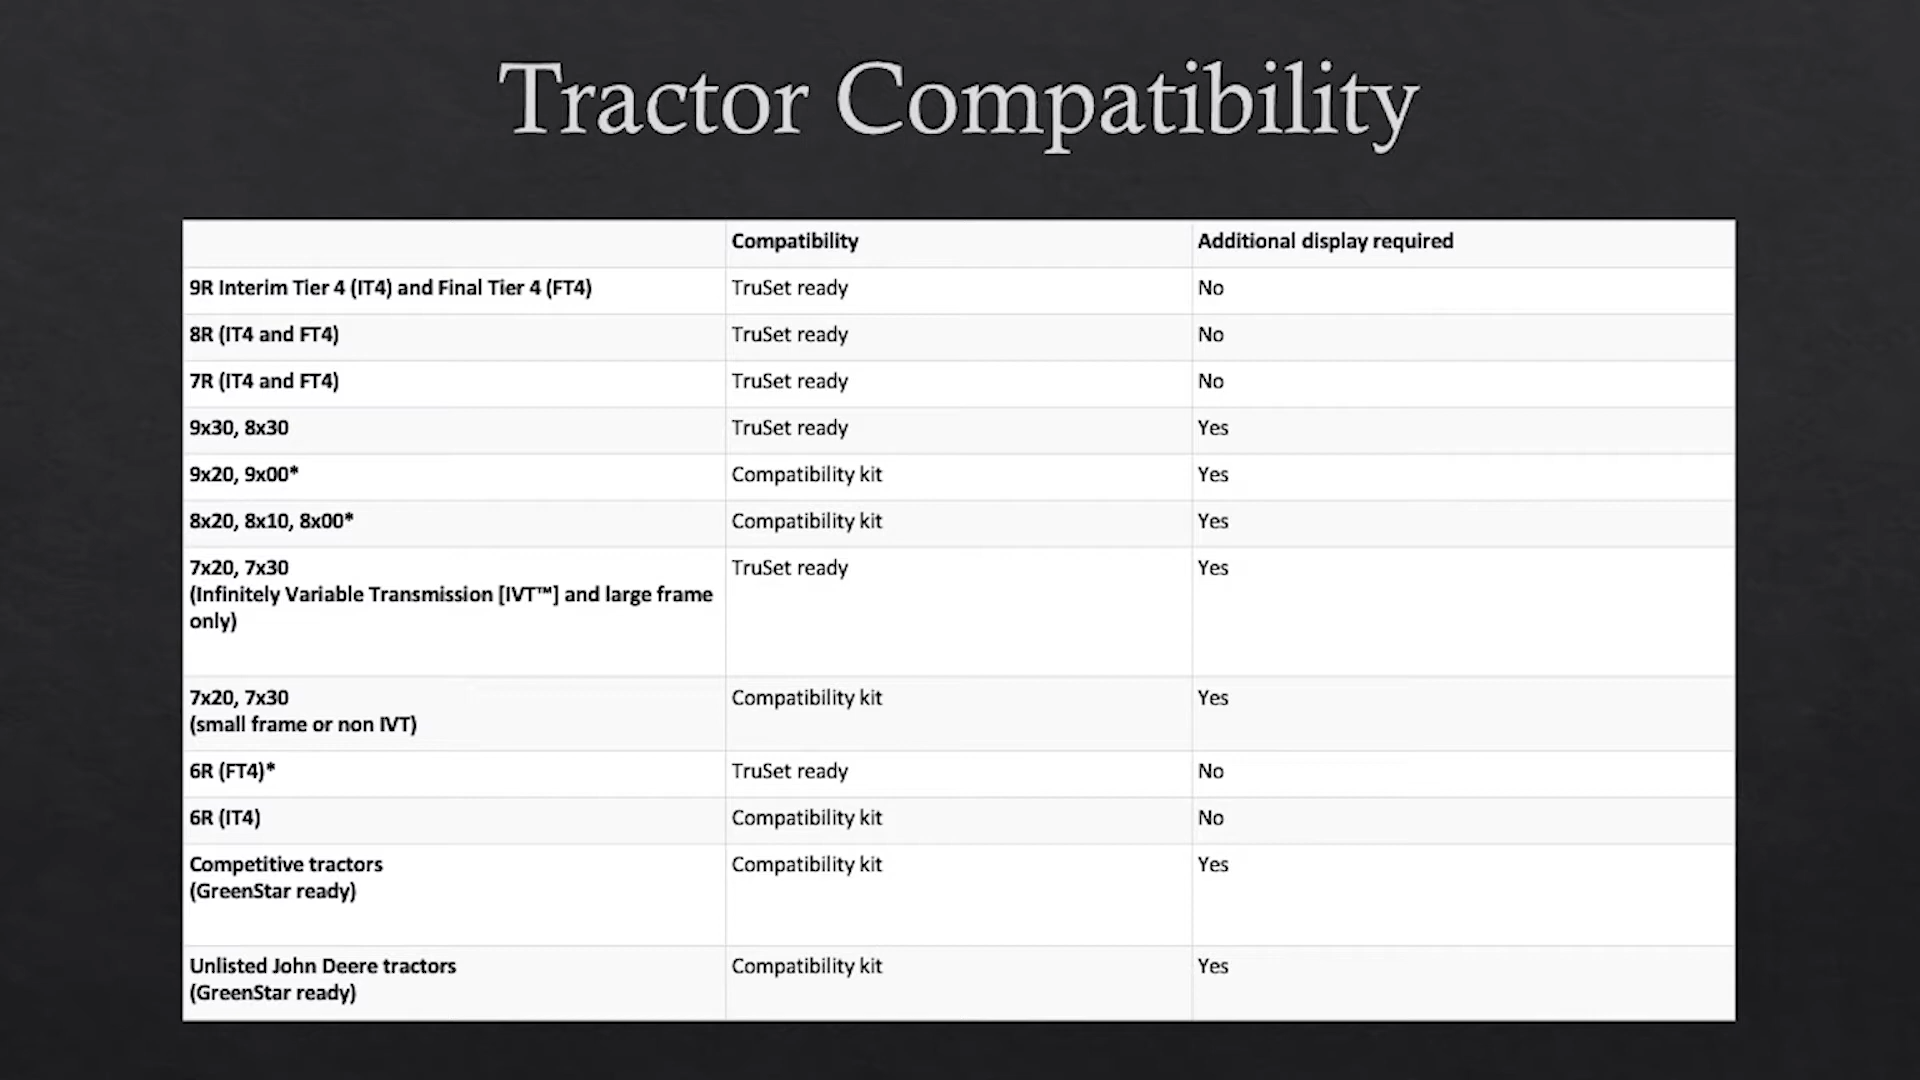 Tractor Compatibility
Compatibility Additional display required
9R Interim Tier 4 (IT4) and Final Tier 4 (FT4) TruSet ready No
8R (IT4 and FT4) TruSet ready No
7R (IT4 and FT4) TruSet ready No
9x30, 8x30 TruSet ready Yes
9x20, 9x00* Compatibility kit Yes
8x20, 8x10, 8x00* Compatibility kit Yes
7x20, 7x30 TruSet ready Yes
(Infinitely Variable Transmission [IVT™] and large frame
only)
7x20, 7x30 Compatibility kit Yes
(small frame or non IVT)
6R (FT4)* TruSet ready No
6R (IT4) Compatibility kit No
Competitive tractors Compatibility kit Yes
(GreenStar ready)
Unlisted John Deere tractors Compatibility kit Yes
(GreenStar ready)